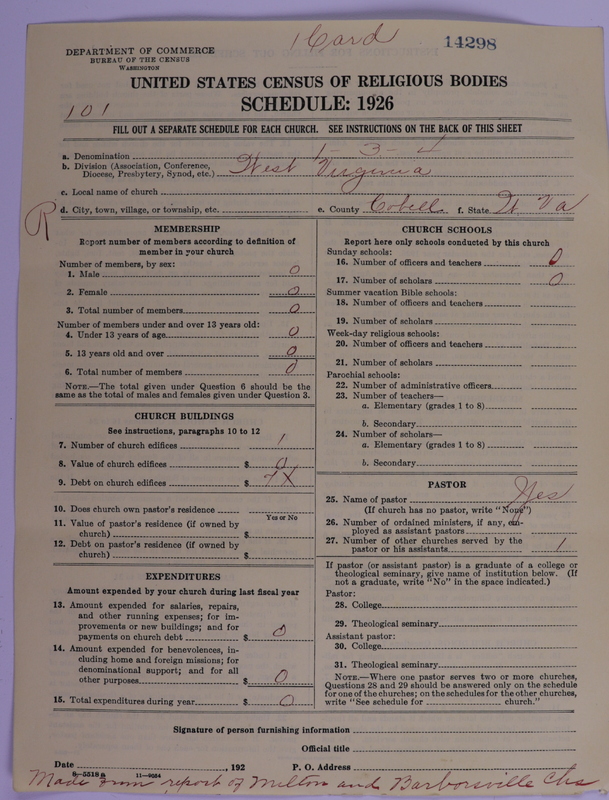 1 Card
14298
DEPARTMENT OF COMMERCE
BUREAU OF THE CENSUS
WASHINGTON
UNITED STATES CENSUS OF RELIGIOUS BODIES
SCHEDULE: 1926
101
FILL OUT A SEPARATE SCHEDULE FOR EACH CHURCH. SEE INSTRUCTIONS ON THE BACK OF THIS SHEET
a. Denomination 1-3-4
b. Division (Association, Conference, Diocese, Presbytery, Synod, etc.) West Virginia
c. Local name of church
R
d. City, town, village, or township, etc. e. County Cobell f. State W Va
MEMBERSHIP
Report number of members according to definition of
member in your church
Number of members, by sex:
1. Male 0
2. Female 0
3. Total number of members 0
Number of members under and over 13 years old:
4. Under 13 years of age 0
5. 13 years old and over 0
6. Total number of members 0
NOTE.—The total given under Question 6 should be
same as the total of males and females given under Question 3.
CHURCH BUILDINGS
See instructions, paragraphs 10 to 12
7. Number of church edifices 1
8. Value of church edifices $ 0
9. Debt on church edifices $ XX
10. Does church own pastor's residence
Yes or No
11. Value of pastor's residence (if owned by
church) $
12. Debt on pastor's residence (if owned by
church) $
EXPENDITURES
Amount expended by your church during last fiscal year
13. Amount expended for salaries, repairs,
and other running expenses; for im-
provements or new buildings; and for
payments on church debt $ 0
14. Amount expended for benevolences, in-
cluding home and foreign missions; for
denominational support; and for all
other purposes $ 0
15. Total expenditures during year $ 0
CHURCH SCHOOLS
Report here only schools conducted by this church
Sunday schools:
16. Number of officers and teachers 0
17. Number of scholars 0
Summer vacation Bible schools:
18. Number of officers and teachers
19. Number of scholars
Week-day religious schools:
20. Number of officers and teachers
21. Number of scholars
Parochial schools:
22. Number of administrative officers
23. Number of teachers—
a. Elementary (grades 1 to 8)
b. Secondary
24. Number of scholars—
a. Elementary (grades 1 to 8)
b. Secondary
PASTOR
25. Name of pastor Yes
(If church has no pastor, write "None")
26. Number of ordained ministers, if any, em-
ployed as assistant pastors
27. Number of other churches served by the
pastor or his assistants 1
If pastor (or assistant pastor) is a graduate of a college or
theological seminary, give name of institution below. (If
not a graduate, write "No" in the space indicated.)
Pastor:
28. College
29. Theological seminary
Assistant pastor:
30. College
31. Theological seminary
NOTE.—Where one pastor serves two or more churches,
Questions 28 and 29 should be answered only on the schedule
for one of the churches; on the schedules for the other churches,
write "See schedule for church."
Signature of person furnishing information
Official title
Date , 192 P. O. Address
8-5518a 11-9034
Made from report of Milton and Barborsville Chs